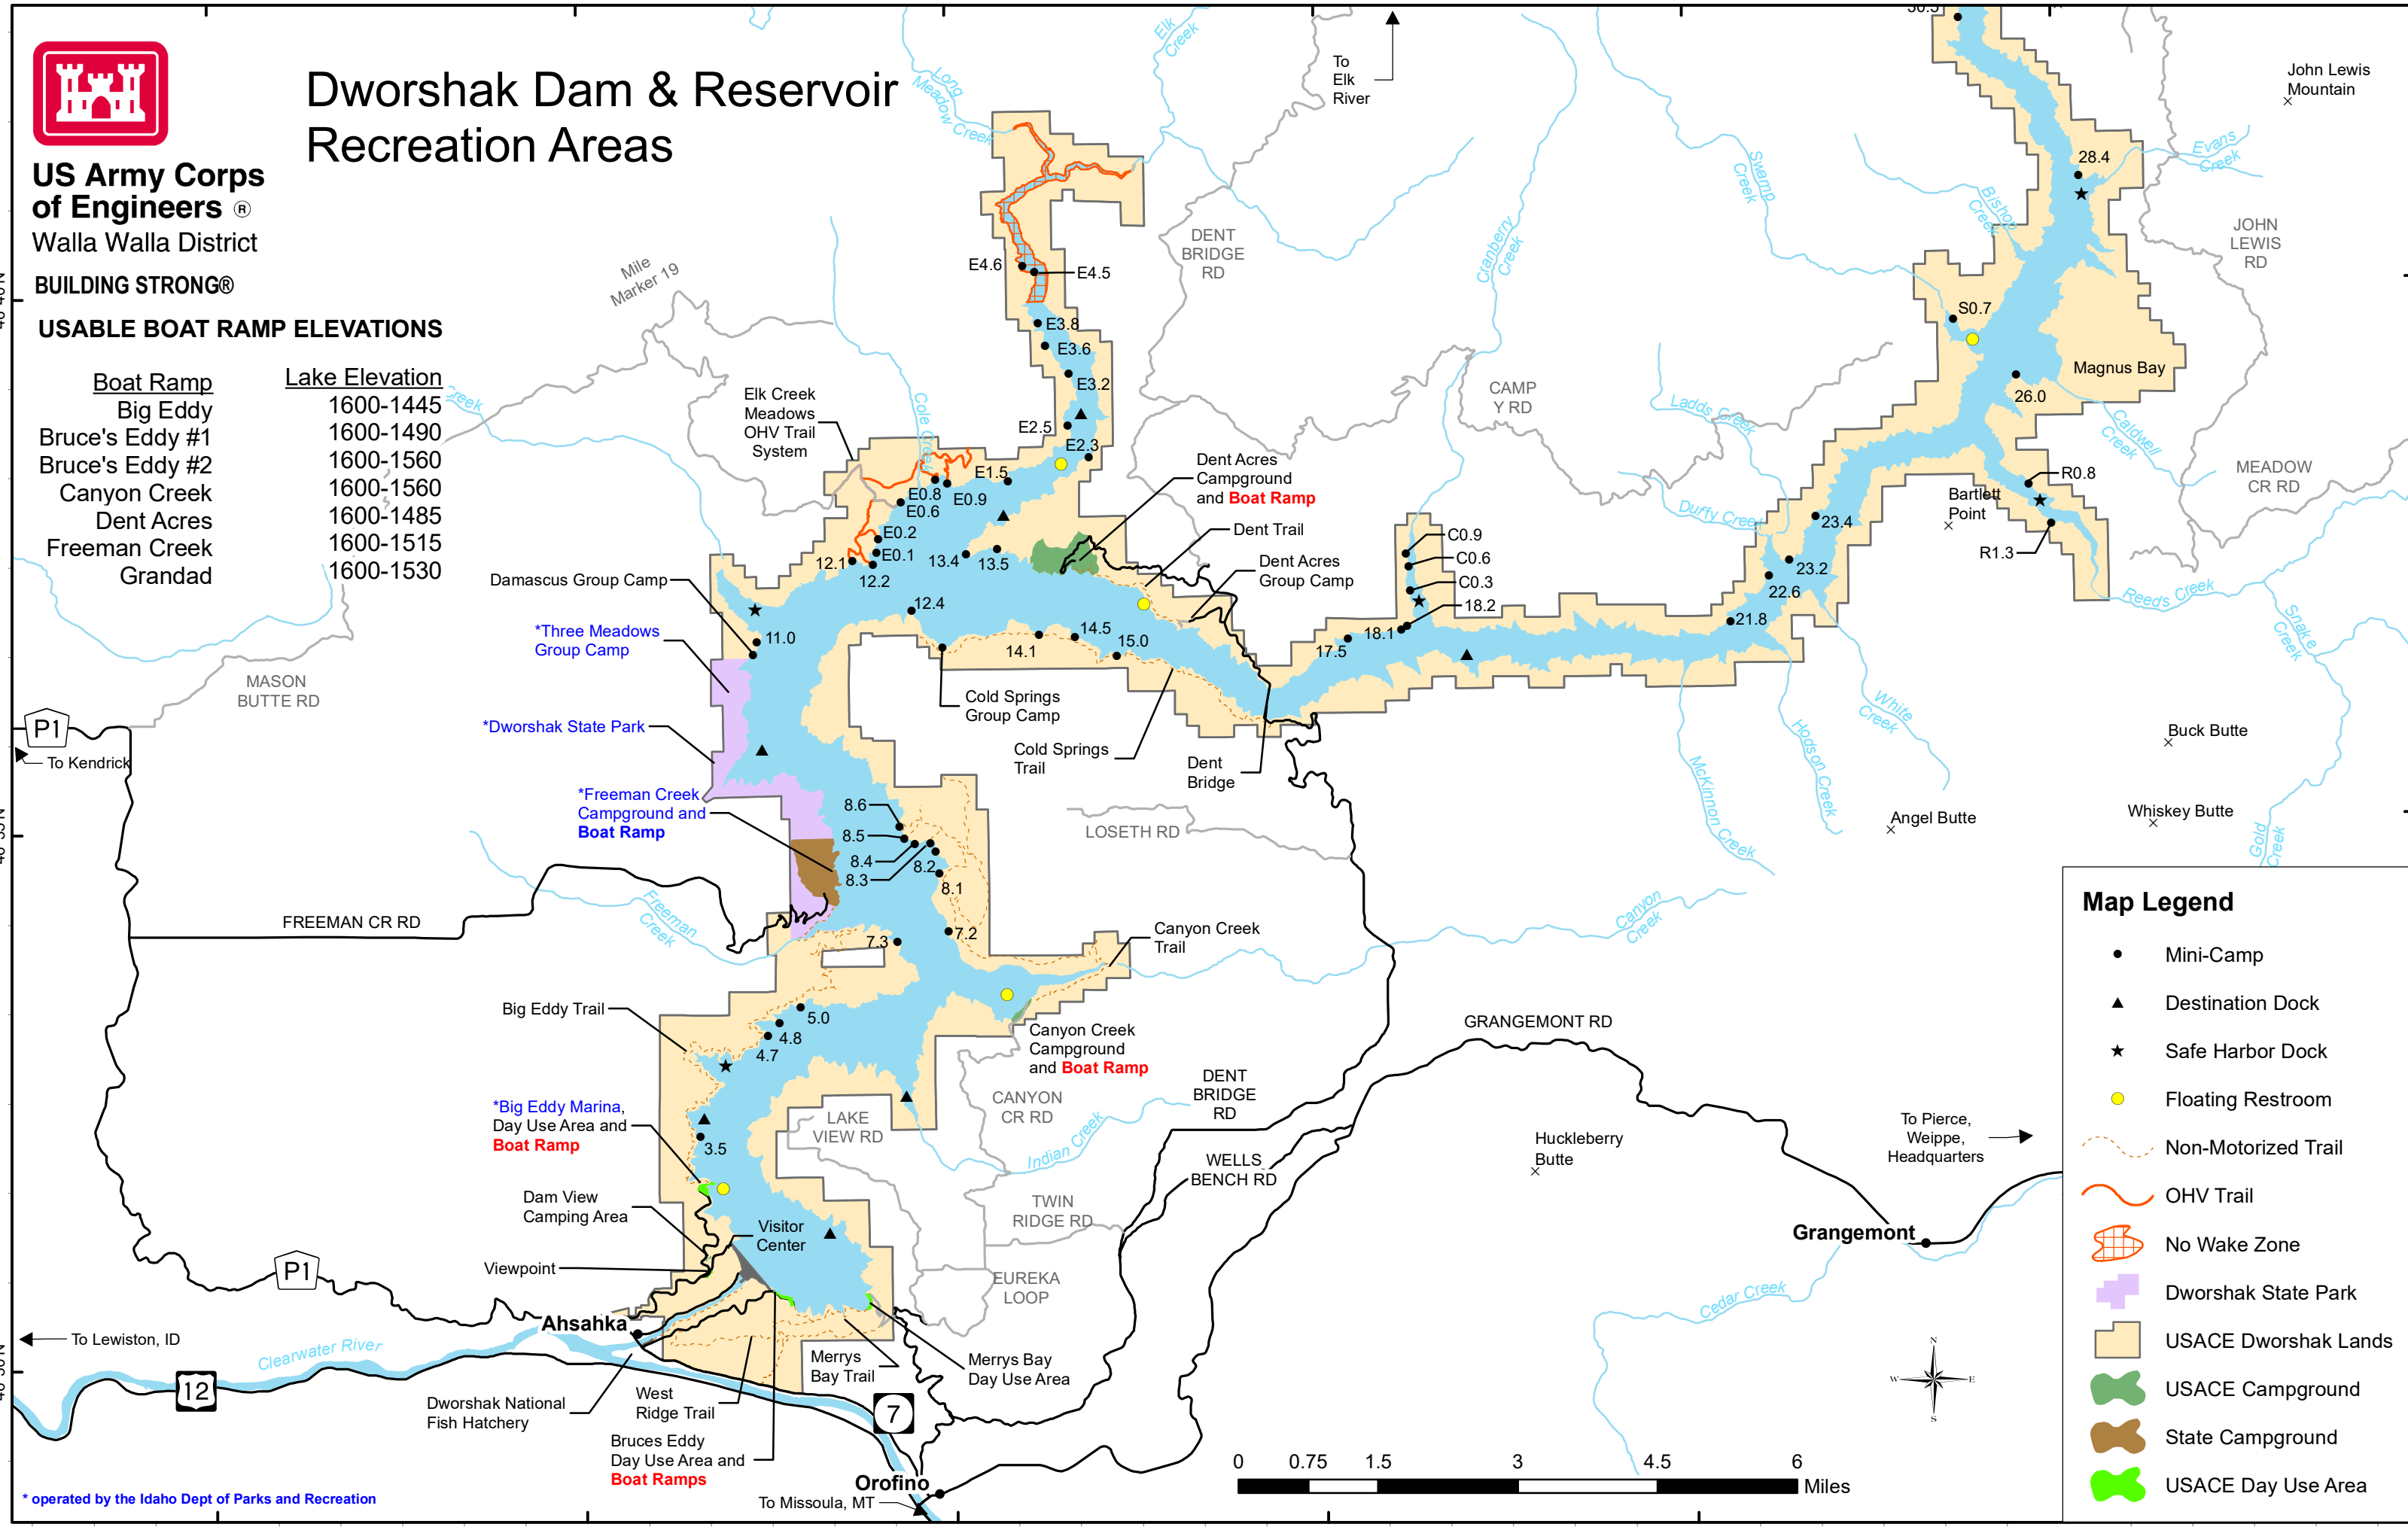 Dworshak Dam & Reservoir
Recreation Areas
US Army Corps
of Engineers ®
Walla Walla District
BUILDING STRONG®
USABLE BOAT RAMP ELEVATIONS
Boat Ramp Lake Elevation
Big Eddy 1600-1445
Bruce's Eddy #1 1600-1490
Bruce's Eddy #2 1600-1560
Canyon Creek 1600-1560
Dent Acres 1600-1485
Freeman Creek 1600-1515
Grandad 1600-1530
Long
Meadow Creek
Elk
Creek
To
Elk
River
John Lewis
Mountain
28.4
Evans
Creek
Swamp
Creek
Bishop
Creek
JOHN
LEWIS
RD
DENT
BRIDGE
RD
Cranberry
Creek
Mile
Marker 19
E4.6
E4.5
E3.8
E3.6
E3.2
E2.5
E2.3
E1.5
S0.7
Magnus Bay
26.0
Caldwell
Creek
MEADOW
CR RD
CAMP
Y RD
Ladds Creek
Duffy Creek
Elk Creek
Meadows
OHV Trail
System
Cole Creek
E0.8
E0.9
E0.6
E0.2
E0.1
12.1
12.2
13.4
13.5
12.4
Dent Acres
Campground
and Boat Ramp
Dent Trail
Dent Acres
Group Camp
C0.9
C0.6
C0.3
18.2
18.1
17.5
23.4
23.2
22.6
21.8
R0.8
Bartlett
Point
R1.3
Reeds Creek
Snake
Creek
Damascus Group Camp
11.0
*Three Meadows
Group Camp
MASON
BUTTE RD
*Dworshak State Park
14.1
14.5
15.0
Cold Springs
Group Camp
Cold Springs
Trail
Dent
Bridge
White
Creek
Hodson Creek
McKinnon Creek
Buck Butte
Angel Butte
Whiskey Butte
Gold
Creek
P1
To Kendrick
*Freeman Creek
Campground and
Boat Ramp
8.6
8.5
8.4
8.3
8.2
8.1
7.2
7.3
LOSETH RD
FREEMAN CR RD
Freeman
Creek
Canyon Creek
Trail
Canyon
Creek
Big Eddy Trail
5.0
4.8
4.7
Canyon Creek
Campground
and Boat Ramp
GRANGEMONT RD
CANYON
CR RD
DENT
BRIDGE
RD
*Big Eddy Marina,
Day Use Area and
Boat Ramp
3.5
LAKE
VIEW RD
Indian Creek
WELLS
BENCH RD
Huckleberry
Butte
To Pierce,
Weippe,
Headquarters
Dam View
Camping Area
Visitor
Center
TWIN
RIDGE RD
Grangemont
Viewpoint
P1
EUREKA
LOOP
Cedar Creek
Ahsahka
To Lewiston, ID
Clearwater River
12
Dworshak National
Fish Hatchery
West
Ridge Trail
Merrys
Bay Trail
Merrys Bay
Day Use Area
7
Bruces Eddy
Day Use Area and
Boat Ramps
Orofino
To Missoula, MT
* operated by the Idaho Dept of Parks and Recreation
0 0.75 1.5 3 4.5 6
Miles
N
W E
S
Map Legend
Mini-Camp
Destination Dock
Safe Harbor Dock
Floating Restroom
Non-Motorized Trail
OHV Trail
No Wake Zone
Dworshak State Park
USACE Dworshak Lands
USACE Campground
State Campground
USACE Day Use Area